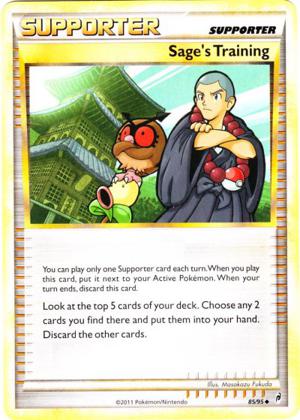 SUPPORTER
SUPPORTER
Sage's Training
You can play only one Supporter card each turn. When you play
this card, put it next to your Active Pokémon. When your
turn ends, discard this card.
Look at the top 5 cards of your deck. Choose any 2
cards you find there and put them into your hand.
Discard the other cards.
Illus. Masakazu Fukuda
©2011 Pokémon/Nintendo
85/95